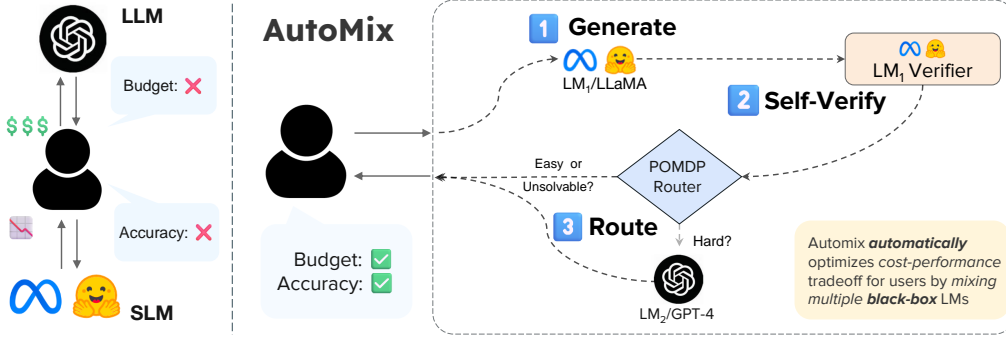 LLM
Budget: ❌
$$$
Accuracy: ❌
SLM
AutoMix
Budget: ✅
Accuracy: ✅
1 Generate
LM1/LLaMA
LM1 Verifier
2 Self-Verify
POMDP
Router
Easy or
Unsolvable?
3 Route
Hard?
LM2/GPT-4
Automix automatically
optimizes cost-performance
tradeoff for users by mixing
multiple black-box LMs